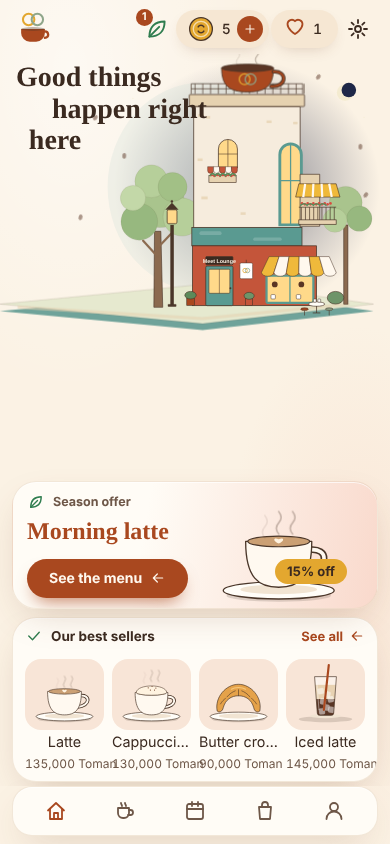 1
5
1
Good things
happen right
here
Meet Lounge
Season offer
Morning latte
See the menu
15% off
Our best sellers
See all
Latte
Cappucci...
Butter cro...
Iced latte
135,000 Toman
130,000 Toman
90,000 Toman
145,000 Toman